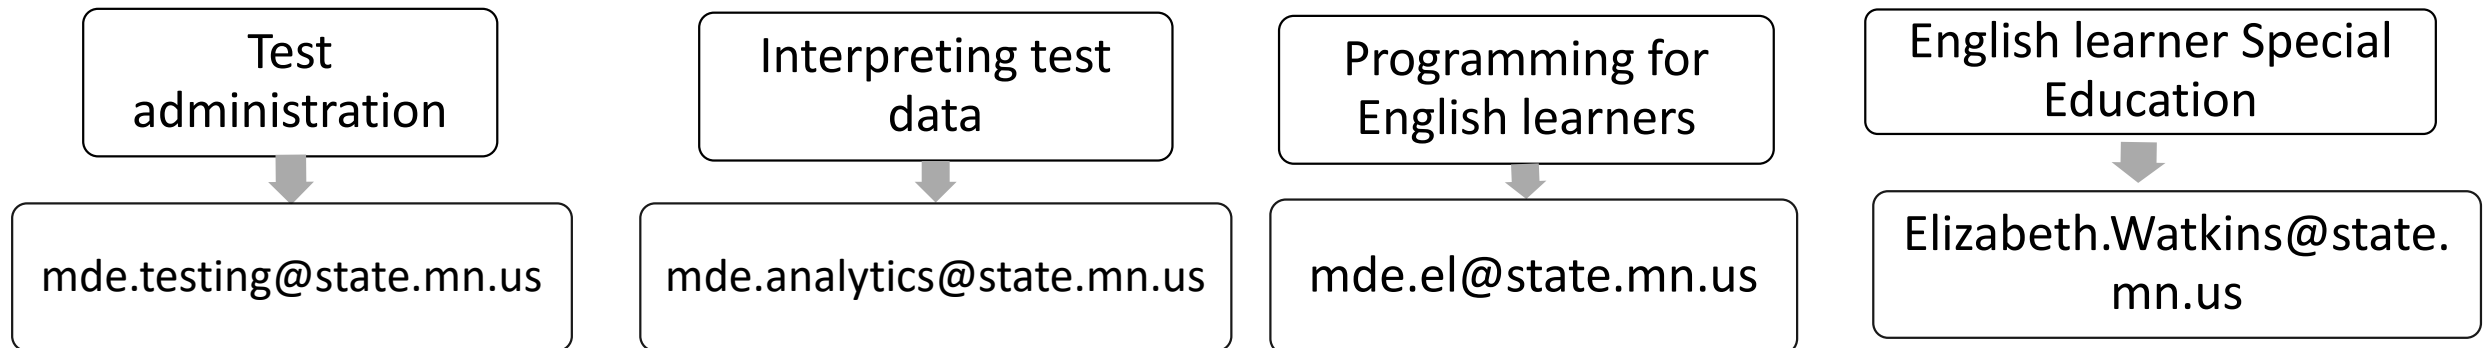 Test
administration
mde.testing@state.mn.us
Interpreting test
data
mde.analytics@state.mn.us
Programming for
English learners
mde.el@state.mn.us
English learner Special
Education
Elizabeth.Watkins@state.
mn.us